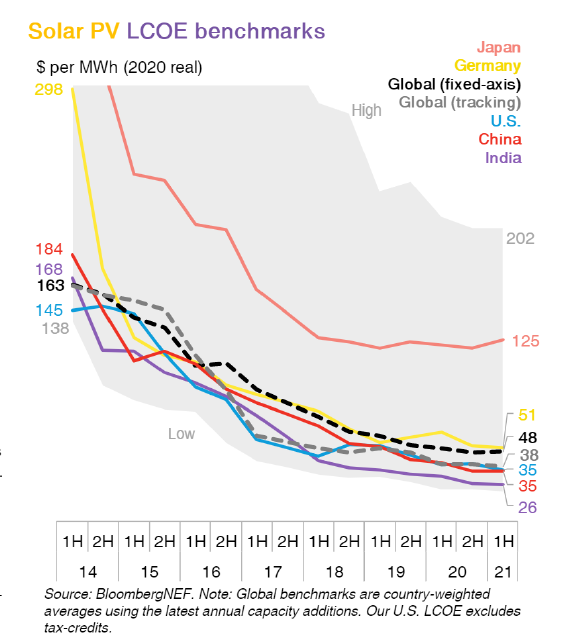 Solar PV LCOE benchmarks
$ per MWh (2020 real)
Japan
Germany
Global (fixed-axis)
Global (tracking)
U.S.
China
India
298
184
168
163
145
138
High
Low
202
125
51
48
38
35
35
26
1H 2H 1H 2H 1H 2H 1H 2H 1H 2H 1H 2H 1H 2H 1H
14 15 16 17 18 19 20 21
Source: BloombergNEF. Note: Global benchmarks are country-weighted
averages using the latest annual capacity additions. Our U.S. LCOE excludes
tax-credits.